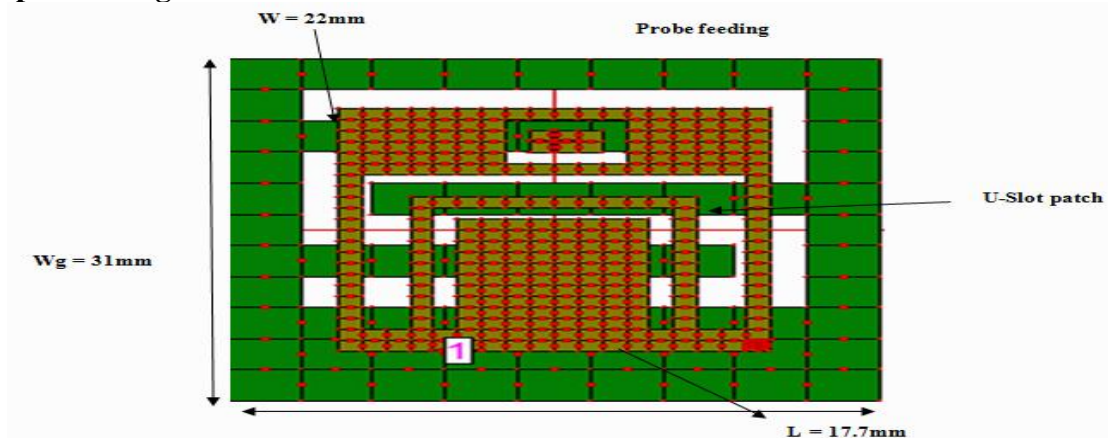 W = 22mm
Probe feeding
U-Slot patch
Wg = 31mm
1
L = 17.7mm